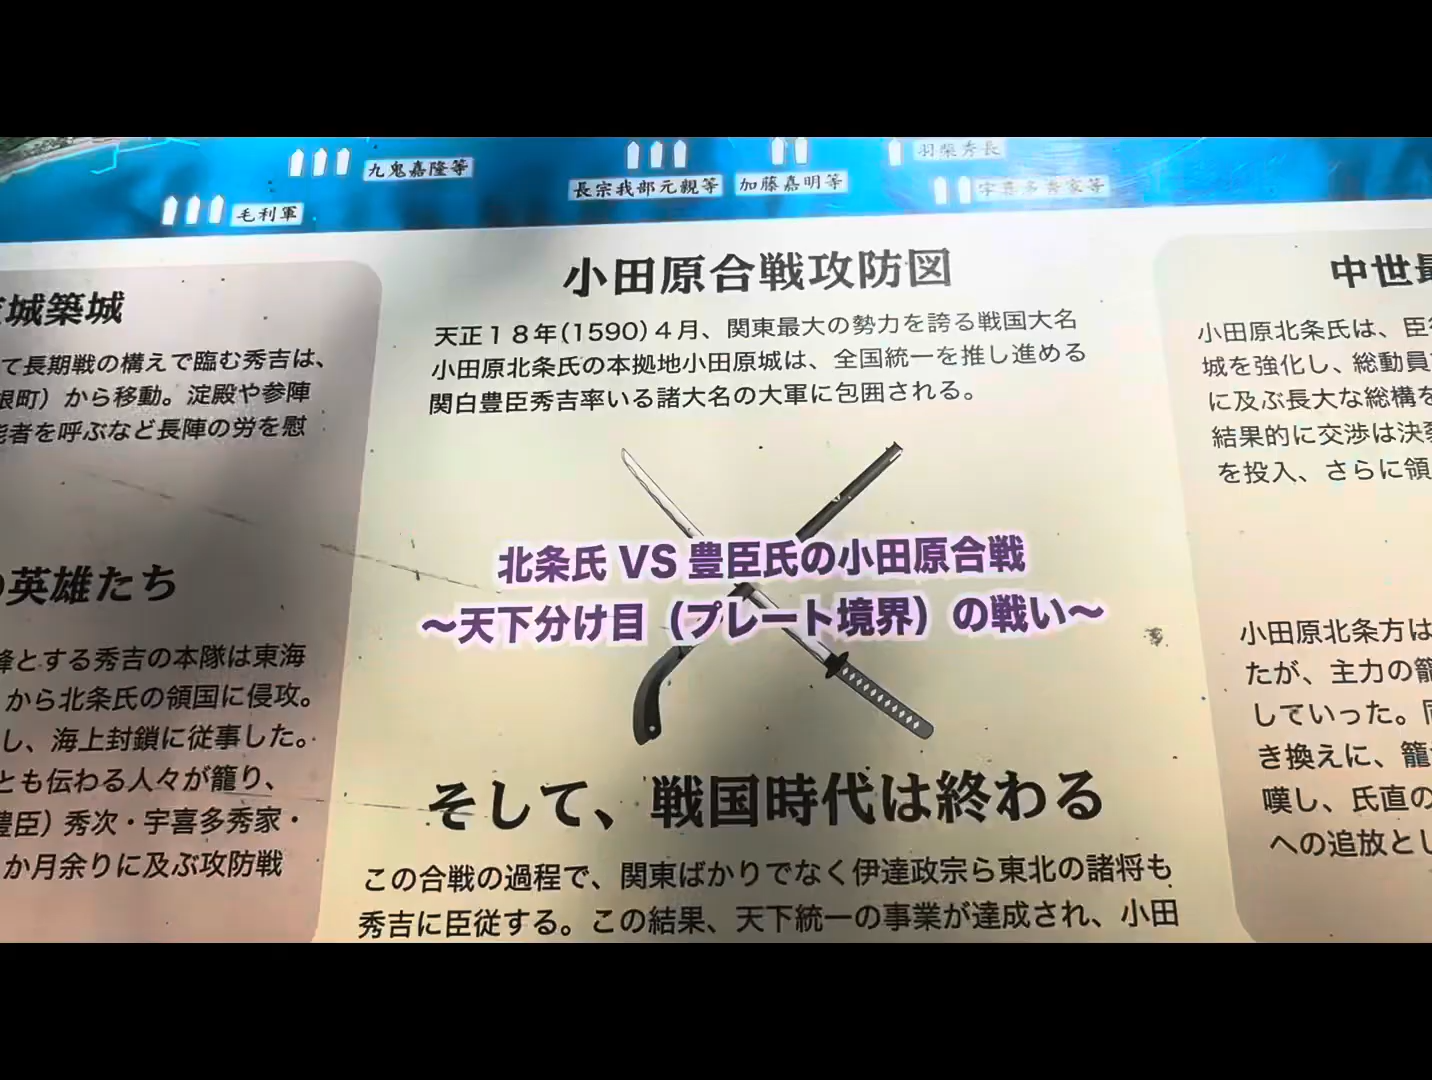 九鬼嘉隆等
長宗我部元親等
加藤嘉明等
羽柴秀長
宇喜多秀家等
毛利軍
城築城
て長期戦の構えで臨む秀吉は、
根町）から移動。淀殿や参陣
能者を呼ぶなど長陣の労を慰
の英雄たち
鋒とする秀吉の本隊は東海
から北条氏の領国に侵攻。
し、海上封鎖に従事した。
とも伝わる人々が籠り、
豊臣）秀次・宇喜多秀家・
か月余りに及ぶ攻防戦
小田原合戦攻防図
天正１８年(1590)４月、関東最大の勢力を誇る戦国大名
小田原北条氏の本拠地小田原城は、全国統一を推し進める
関白豊臣秀吉率いる諸大名の大軍に包囲される。
北条氏 VS 豊臣氏の小田原合戦
〜天下分け目（プレート境界）の戦い〜
そして、戦国時代は終わる
この合戦の過程で、関東ばかりでなく伊達政宗ら東北の諸将も
秀吉に臣従する。この結果、天下統一の事業が達成され、小田
中世最
小田原北条氏は、臣従
城を強化し、総動員
に及ぶ長大な総構を
結果的に交渉は決裂
を投入、さらに領
小田原北条方は
たが、主力の籠
していった。同
き換えに、籠
嘆し、氏直の
への追放とし